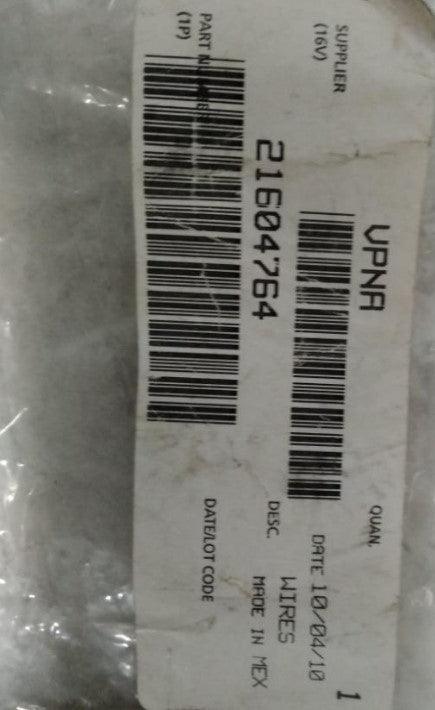 SUPPLIER
(16V)
VPNA
QUAN.
1
DATE 10/04/10
PART NUMBER
(1P)
21604764
DESC.
WIRES
MADE IN MEX
DATE/LOT CODE